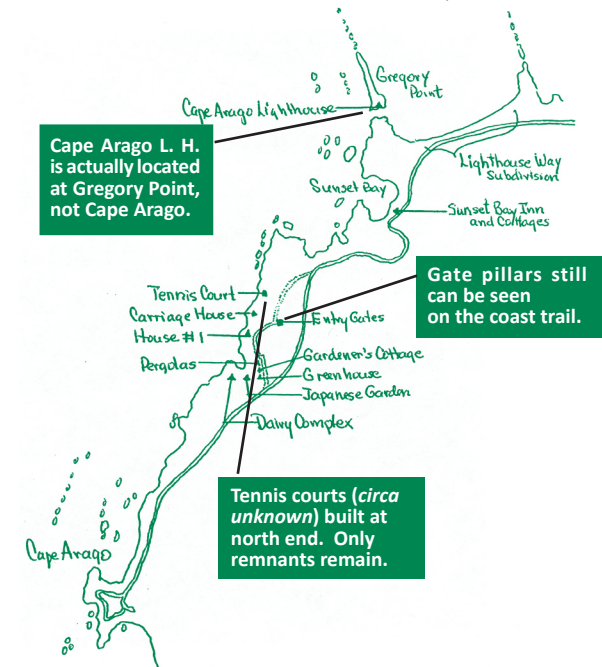 Gregory
Point
Cape Arago Lighthouse
Cape Arago L. H.
is actually located
at Gregory Point,
not Cape Arago.
Lighthouse Way
Subdivision
Sunset Bay
Sunset Bay Inn
and Cottages
Gate pillars still
can be seen
on the coast trail.
Tennis Court
Carriage House
Entry Gates
House #1
Pergolas
Gardener's Cottage
Greenhouse
Japanese Garden
Dairy Complex
Tennis courts (circa
unknown) built at
north end. Only
remnants remain.
Cape Arago